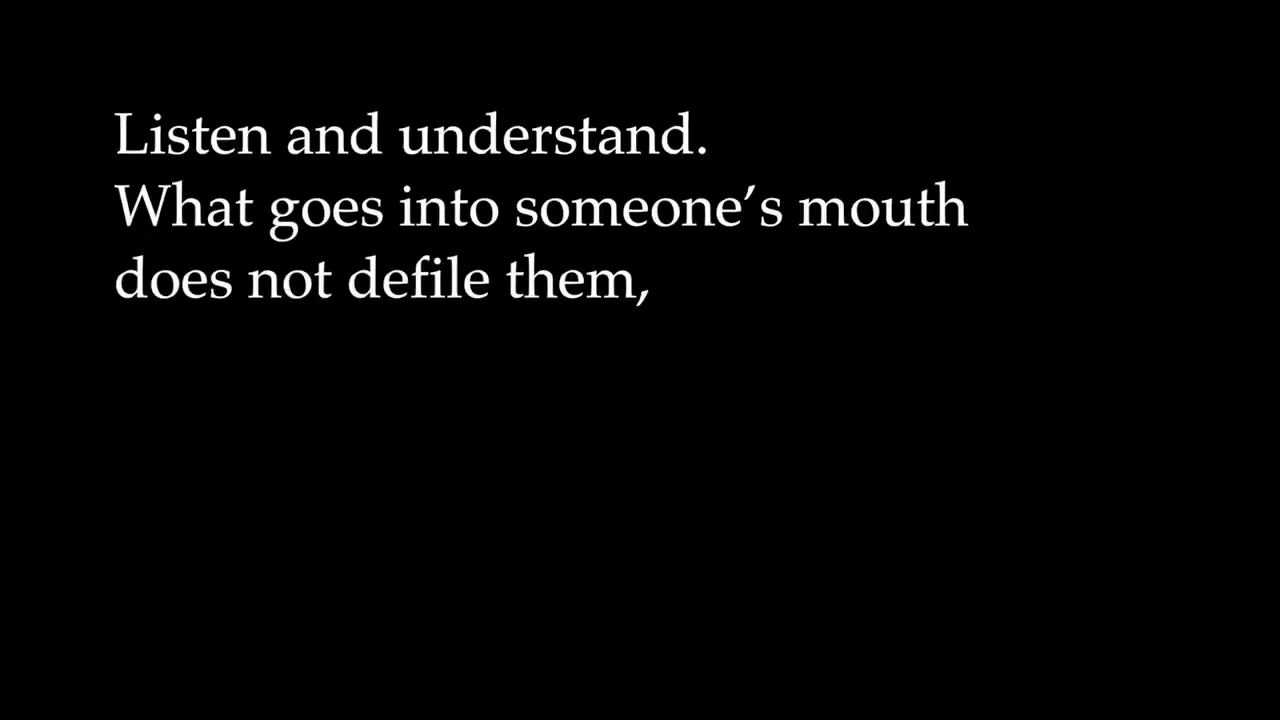 Listen and understand.
What goes into someone’s mouth
does not defile them,